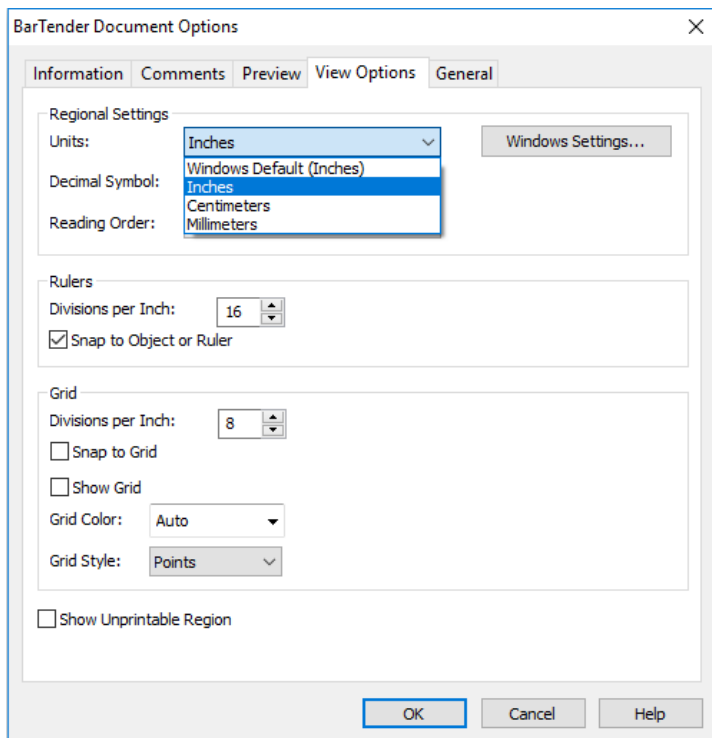 BarTender Document Options
Information Comments Preview View Options General
Regional Settings
Units: Inches Windows Settings...
Windows Default (Inches)
Decimal Symbol:
Inches
Centimeters
Reading Order:
Millimeters
Rulers
Divisions per Inch: 16
Snap to Object or Ruler
Grid
Divisions per Inch: 8
Snap to Grid
Show Grid
Grid Color: Auto
Grid Style: Points
Show Unprintable Region
OK Cancel Help